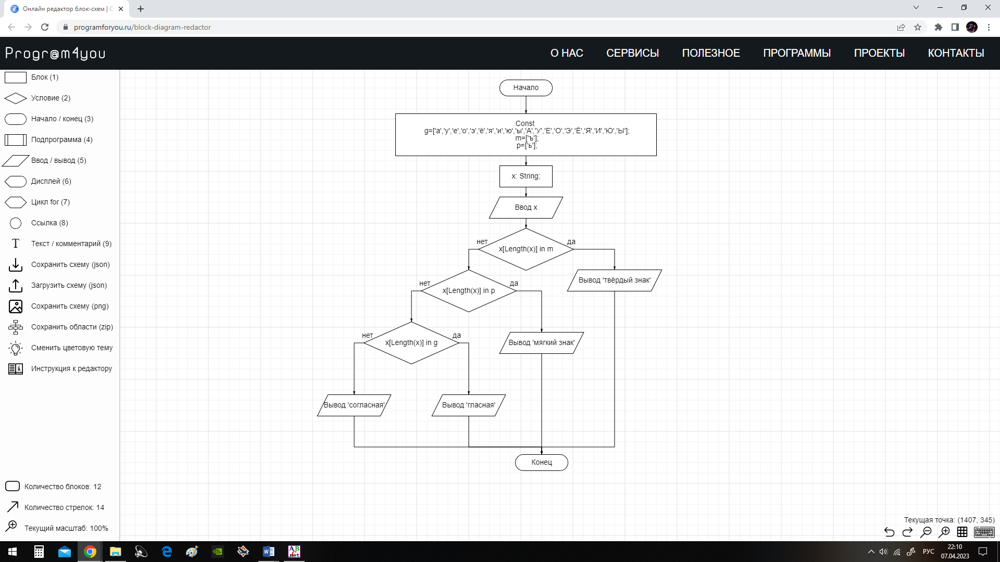 Онлайн редактор блок-схем | С
programforyou.ru/block-diagram-redactor
Progr@m4you
О НАС
СЕРВИСЫ
ПОЛЕЗНОЕ
ПРОГРАММЫ
ПРОЕКТЫ
КОНТАКТЫ
Блок (1)
Условие (2)
Начало / конец (3)
Подпрограмма (4)
Ввод / вывод (5)
Дисплей (6)
Цикл for (7)
Ссылка (8)
T Текст / комментарий (9)
Сохранить схему (json)
Загрузить схему (json)
Сохранить схему (png)
Сохранить области (zip)
Сменить цветовую тему
Инструкция к редактору
Количество блоков: 12
Количество стрелок: 14
Текущий масштаб: 100%
Начало
Const
g=['а','у','е','о','э','ё','я','и','ю','ы','А','У','Е','О','Э','Ё','Я','И','Ю','Ы'];
m=['ъ'];
p=['ь'];
x: String;
Ввод x
нет
да
x[Length(x)] in m
Вывод 'твёрдый знак'
нет
да
x[Length(x)] in p
нет
да
x[Length(x)] in g
Вывод 'мягкий знак'
Вывод 'согласная'
Вывод 'гласная'
Конец
Текущая точка: (1407, 345)
РУС
22:10
07.04.2023